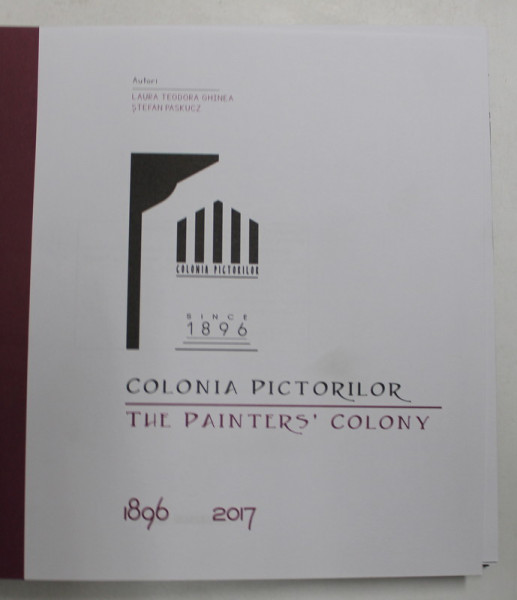 Autori
LAURA TEODORA GHINEA
ȘTEFAN PASKUCZ
COLONIA PICTORILOR
SINCE
1896
COLONIA PICTORILOR
THE PAINTERS' COLONY
1896 2017